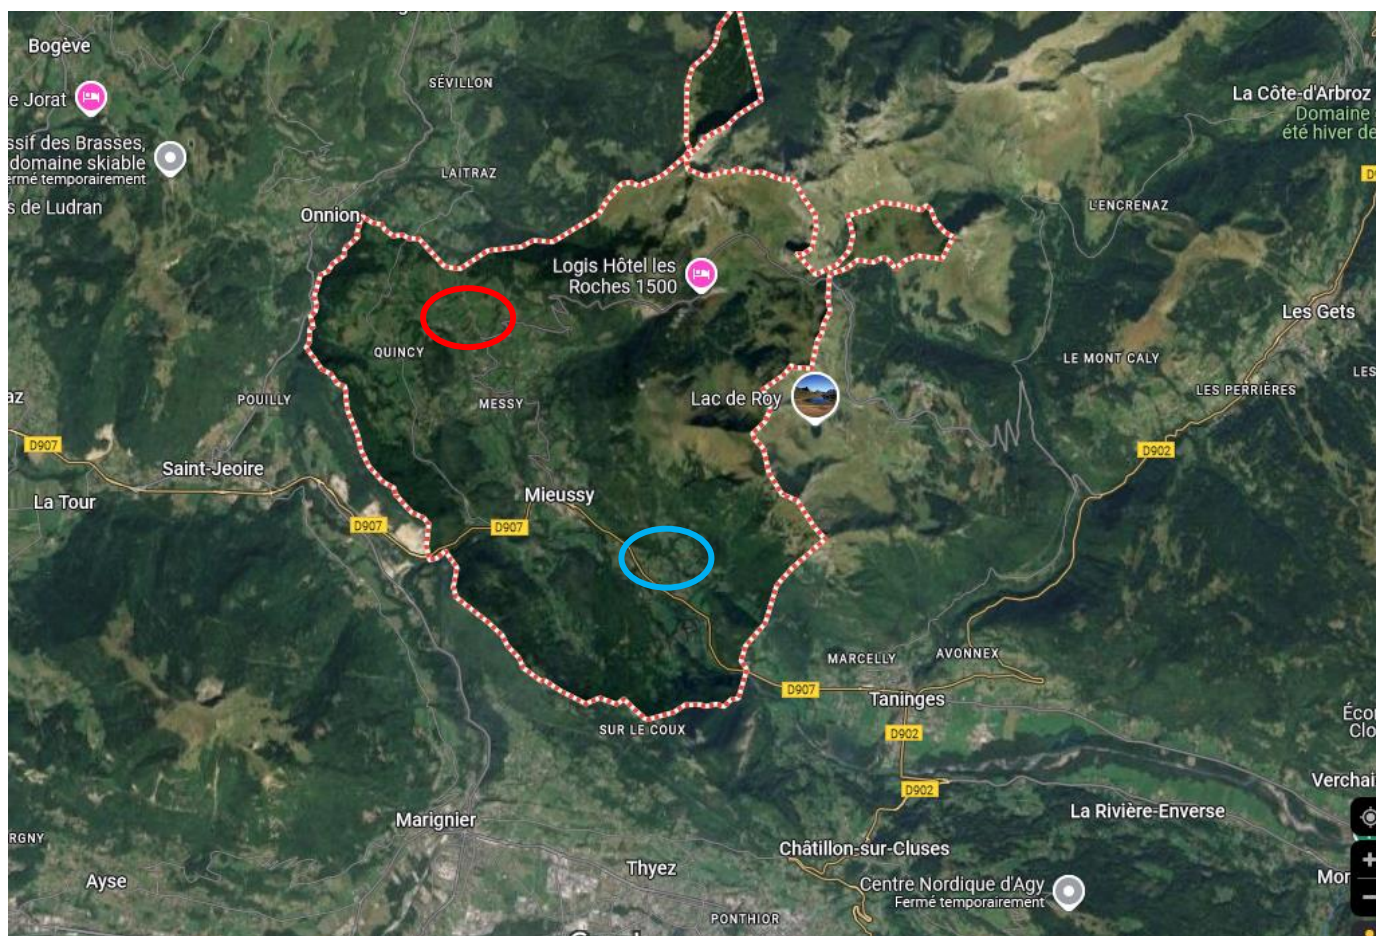 Bogève
SÉVILLON
e Jorat
La Côte-d'Arbroz
Domaine
été hiver de
ssif des Brasses,
domaine skiable
Fermé temporairement
LAITRAZ
s de Ludran
Onnion
L'ENCRENAZ
Logis Hôtel les
Roches 1500
Les Gets
QUINCY
LE MONT CALY
LES
LES PERRIÈRES
az
POUILLY
MESSY
Lac de Roy
D907
D902
Saint-Jeoire
La Tour
Mieussy
D907
D907
MARCELLY
AVONNEX
D907
Taninges
SUR LE COUX
D902
Écol
Clo
Verchai
D902
La Rivière-Enverse
Marignier
RGNY
Châtillon-sur-Cluses
Thyez
Ayse
Centre Nordique d'Agy
Fermé temporairement
Mor
PONTHIOR